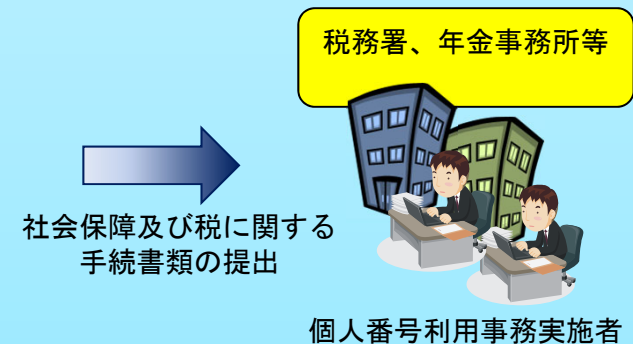 税務署、年金事務所等
社会保障及び税に関する
手続書類の提出
個人番号利用事務実施者